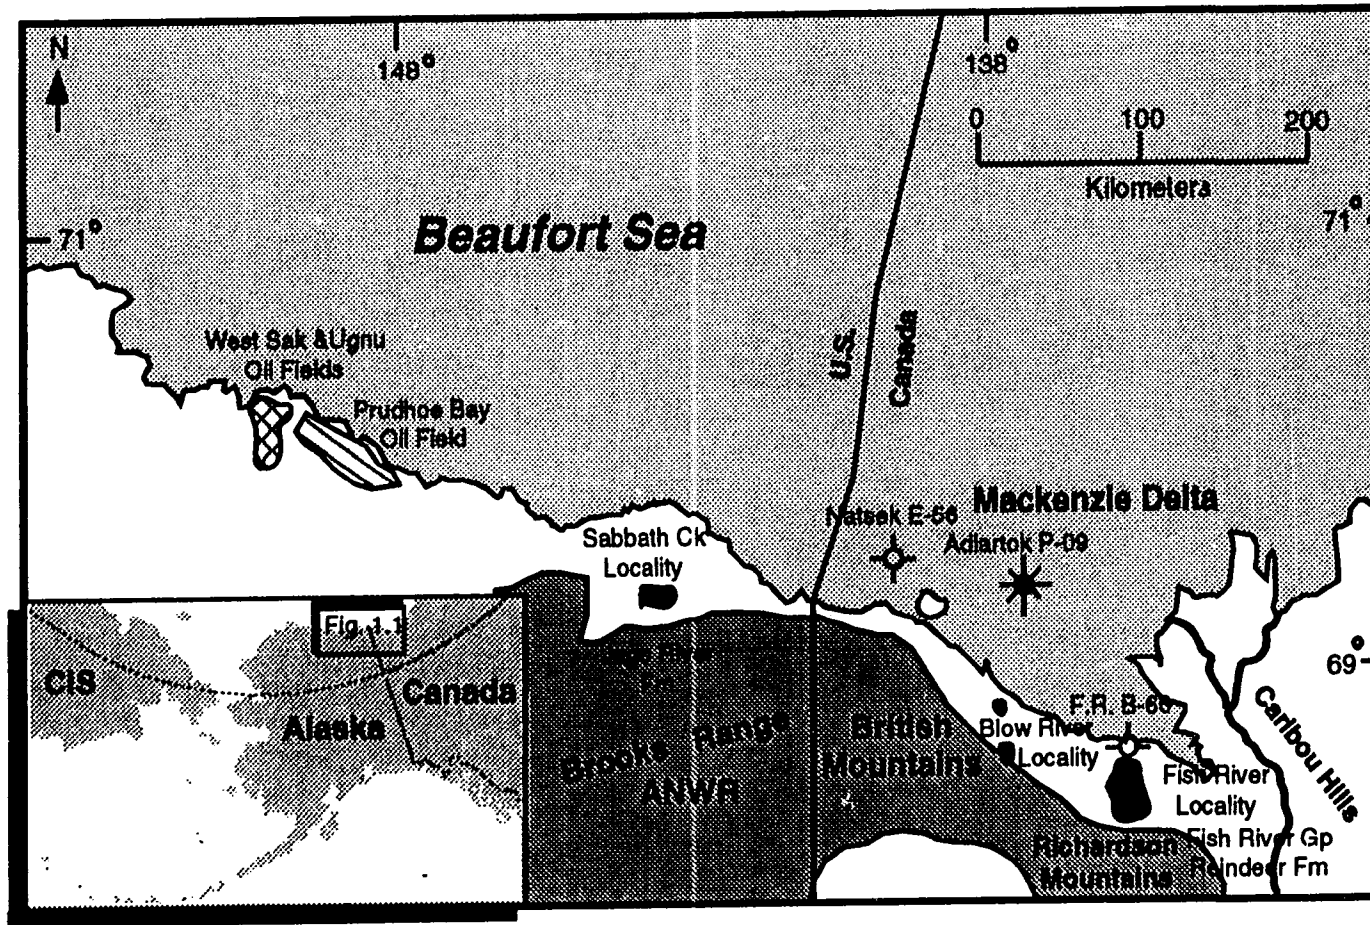 N
148°
138°
0 100 200
Kilometers
71°
71°
Beaufort Sea
U.S.
Canada
West Sak & Ugnu
Oil Fields
Prudhoe Bay
Oil Field
Mackenzie Delta
Natsek E-56
Adlartok P-09
Sabbath Ck
Locality
Fig. 1.1
CIS
Alaska
Canada
69°
Brooks Range
ANWR
British
Mountains
Blow River
Locality
Fish River
Locality
Caribou Hills
Richardson
Mountains
Fish River Gp
Reindeer Fm